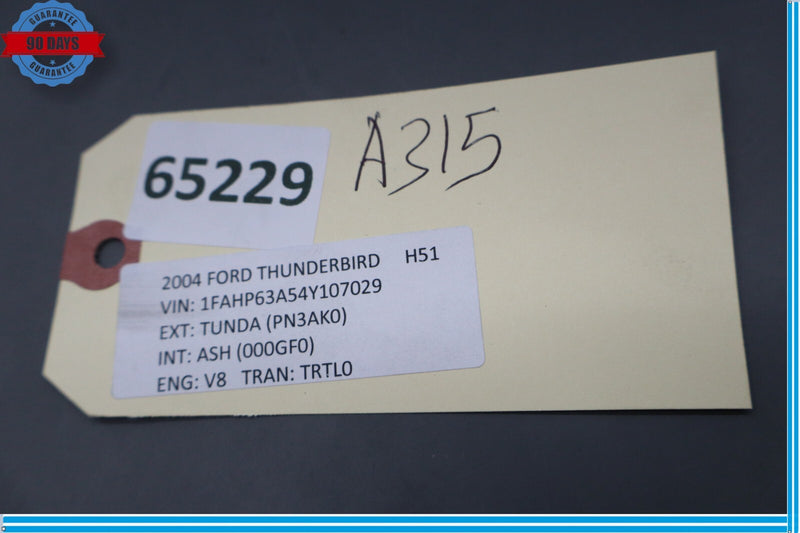 GUARANTEE
90 DAYS
GUARANTEE
65229
A315
2004 FORD THUNDERBIRD H51
VIN: 1FAHP63A54Y107029
EXT: TUNDA (PN3AK0)
INT: ASH (000GF0)
ENG: V8 TRAN: TRTL0